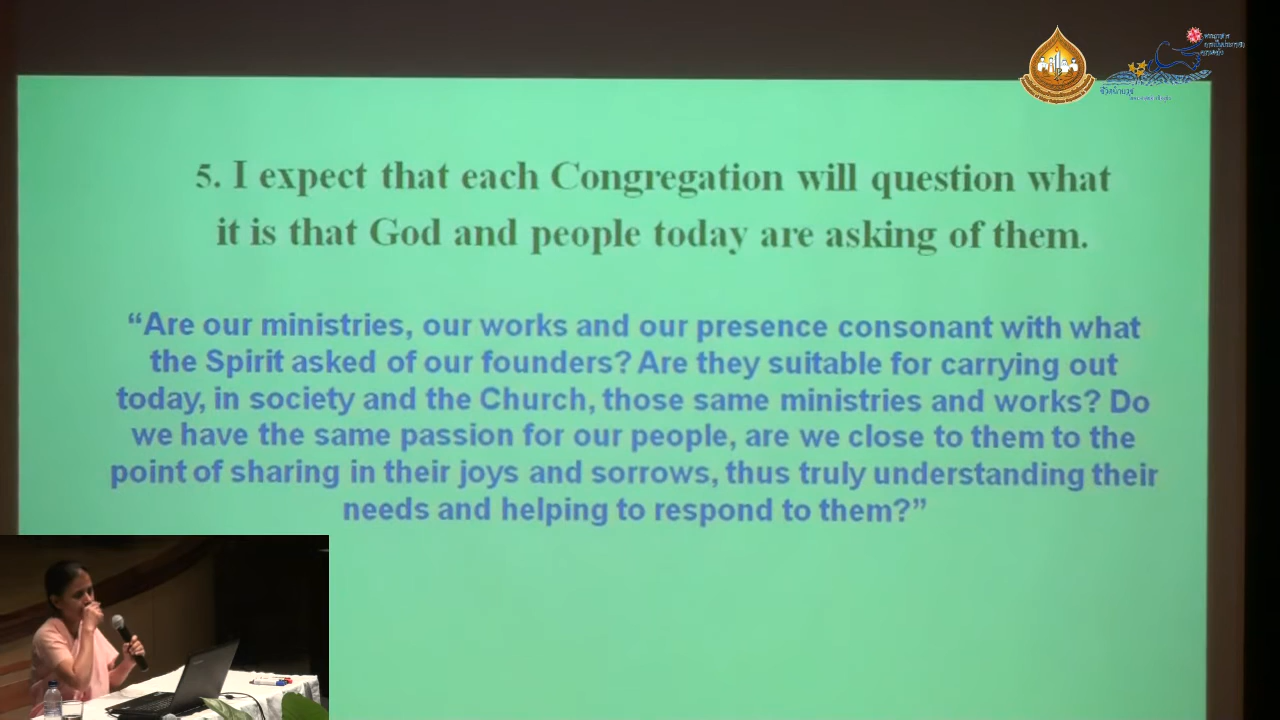 5. I expect that each Congregation will question what
it is that God and people today are asking of them.
“Are our ministries, our works and our presence consonant with what
the Spirit asked of our founders? Are they suitable for carrying out
today, in society and the Church, those same ministries and works? Do
we have the same passion for our people, are we close to them to the
point of sharing in their joys and sorrows, thus truly understanding their
needs and helping to respond to them?”